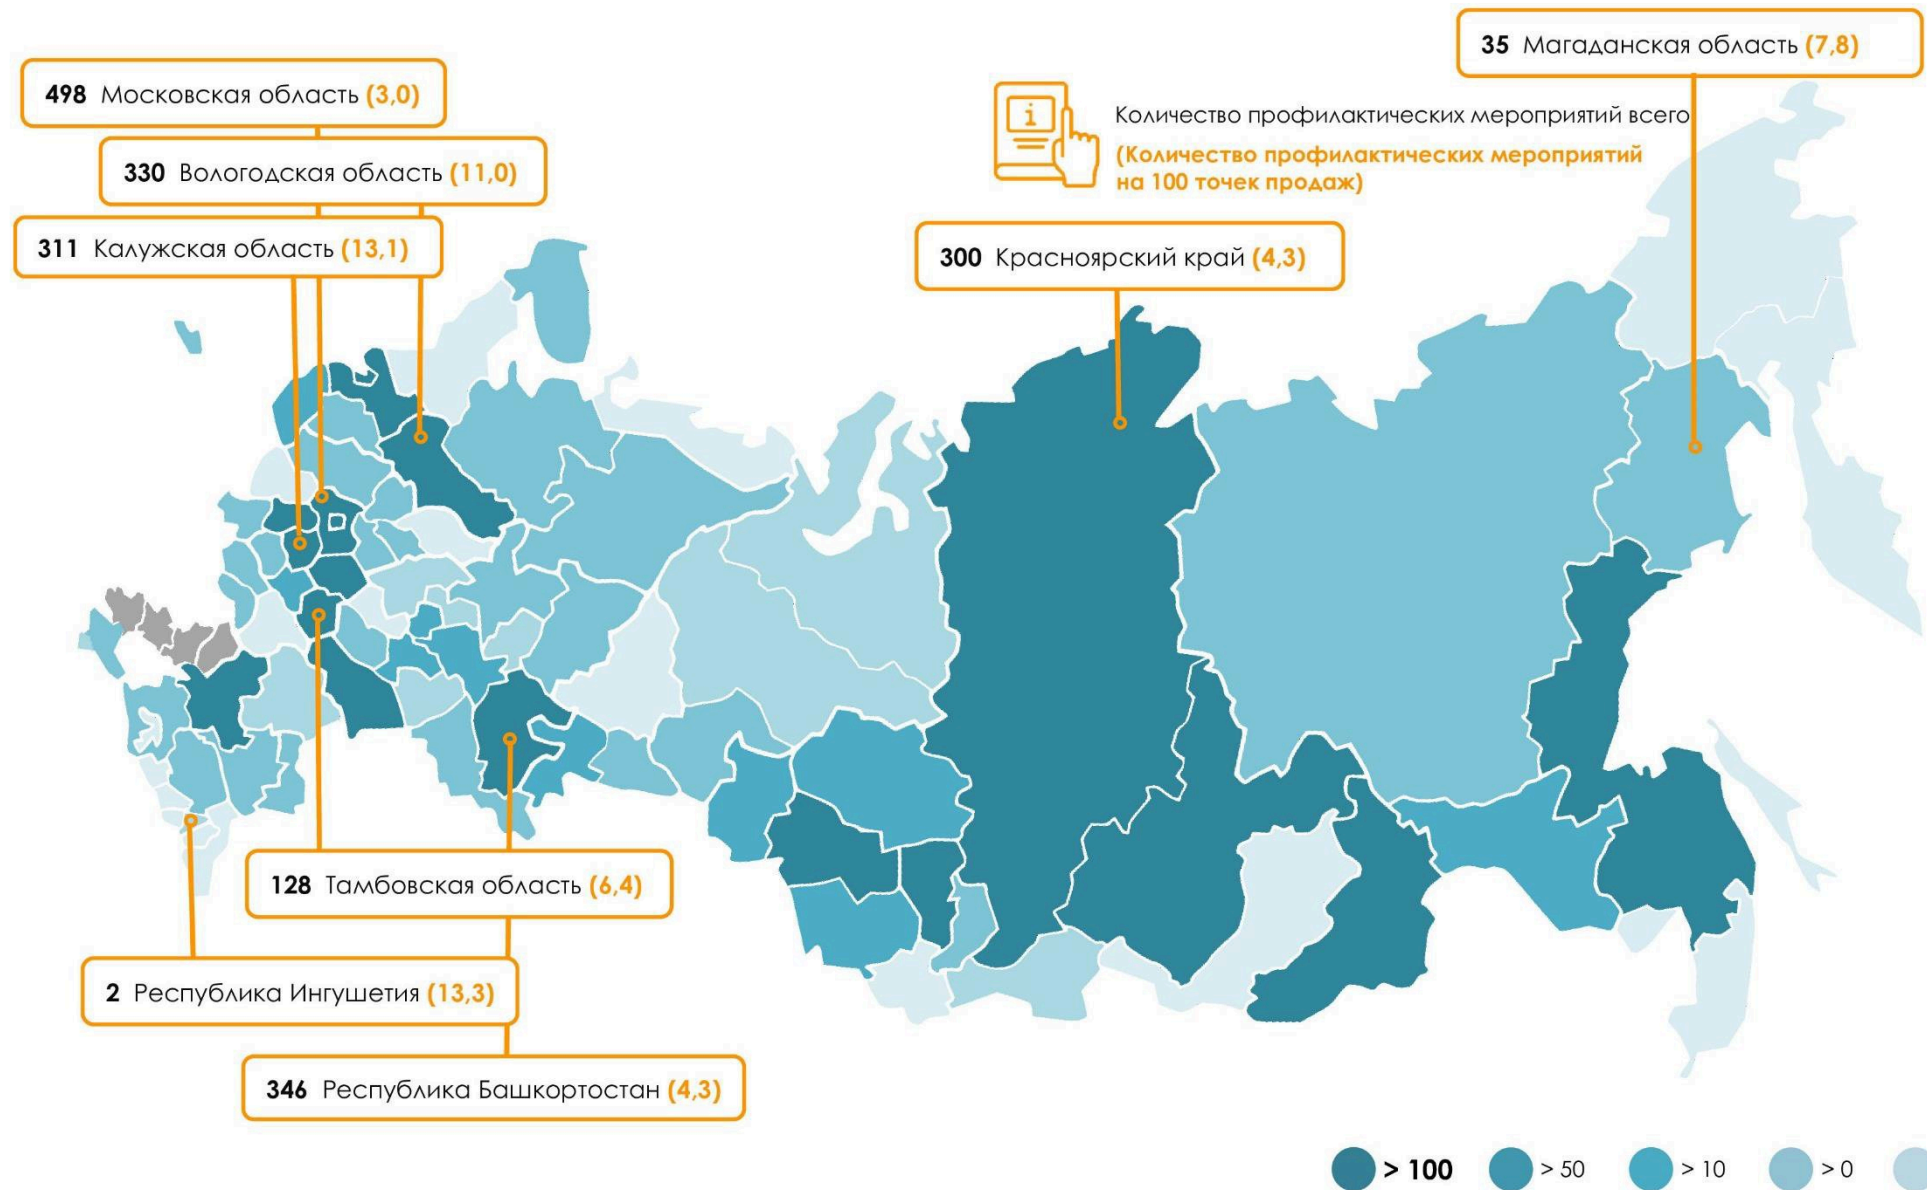 35 Магаданская область (7,8)
498 Московская область (3,0)
i
Количество профилактических мероприятий всего
(Количество профилактических мероприятий
на 100 точек продаж)
330 Вологодская область (11,0)
311 Калужская область (13,1)
300 Красноярский край (4,3)
128 Тамбовская область (6,4)
2 Республика Ингушетия (13,3)
346 Республика Башкортостан (4,3)
> 100 > 50 > 10 > 0